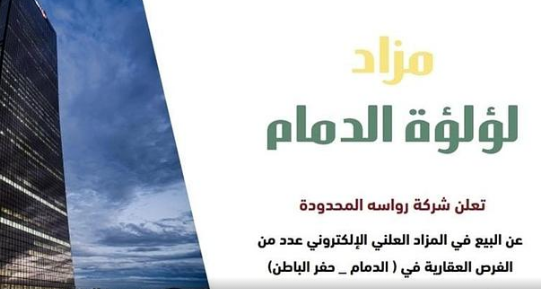 مزاد
لؤلؤة الدمام
تعلن شركة رواسه المحدودة
عن البيع في المزاد العلني الإلكتروني عدد من
الفرص العقارية في ( الدمام _ حفر الباطن)